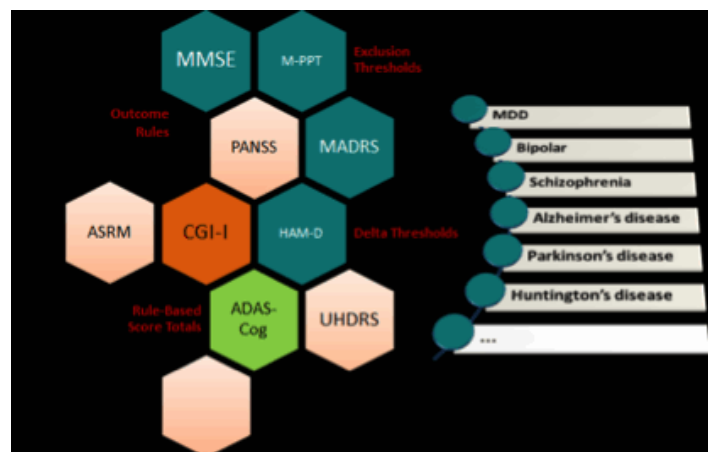 MMSE
M-PPT
Exclusion
Thresholds
Outcome
Rules
PANSS
MADRS
ASRM
CGI-I
HAM-D
Delta Thresholds
Rule-Based
Score Totals
ADAS-
Cog
UHDRS
MDD
Bipolar
Schizophrenia
Alzheimer's disease
Parkinson's disease
Huntington's disease
...